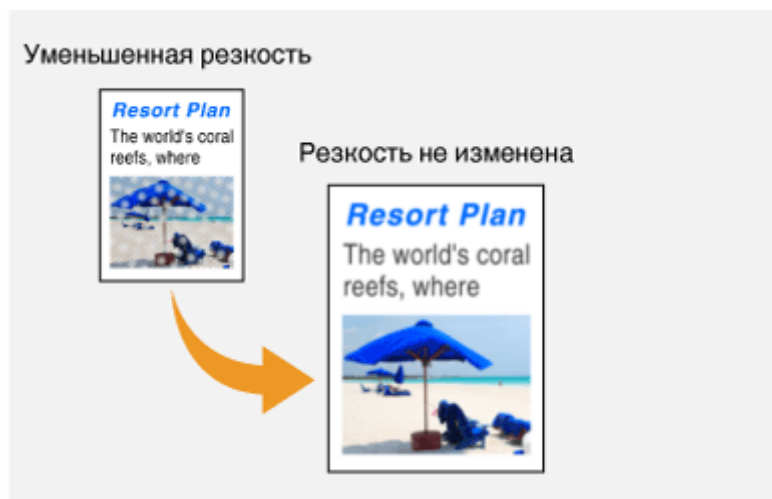 Уменьшенная резкость
Resort Plan
The world's coral
reefs, where
Резкость не изменена
Resort Plan
The world's coral
reefs, where